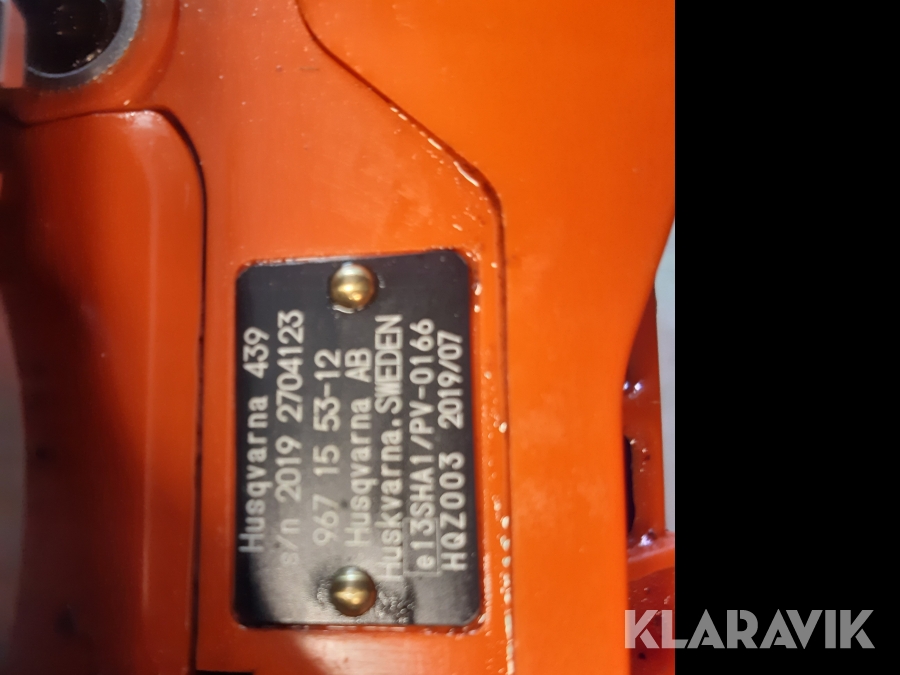 Husqvarna 439
s/n 2019 2704123
967 15 53-12
Husqvarna AB
Huskvarna.SWEDEN
e13SHA1/PV-0166
HQZ003 2019/07
KLARAVIK